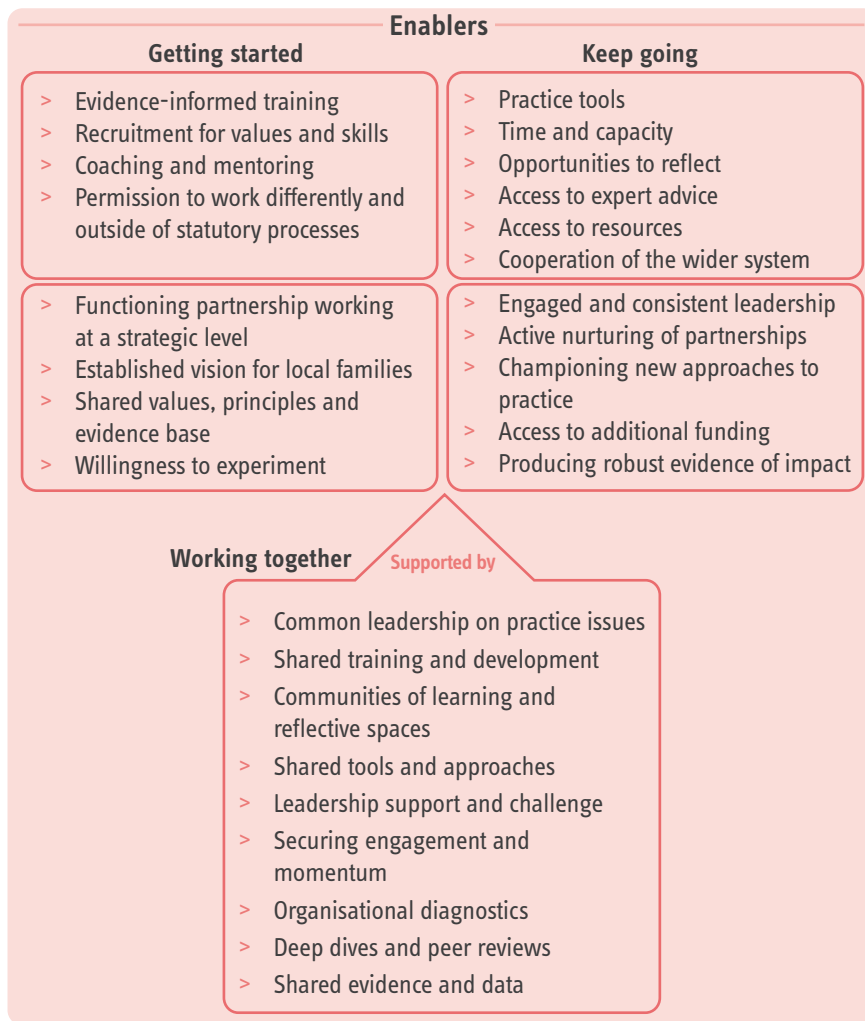 Enablers
Getting started
> Evidence-informed training
> Recruitment for values and skills
> Coaching and mentoring
> Permission to work differently and
outside of statutory processes
> Functioning partnership working
at a strategic level
> Established vision for local families
> Shared values, principles and
evidence base
> Willingness to experiment
Keep going
> Practice tools
> Time and capacity
> Opportunities to reflect
> Access to expert advice
> Access to resources
> Cooperation of the wider system
> Engaged and consistent leadership
> Active nurturing of partnerships
> Championing new approaches to
practice
> Access to additional funding
> Producing robust evidence of impact
Working together
Supported by
> Common leadership on practice issues
> Shared training and development
> Communities of learning and
reflective spaces
> Shared tools and approaches
> Leadership support and challenge
> Securing engagement and
momentum
> Organisational diagnostics
> Deep dives and peer reviews
> Shared evidence and data